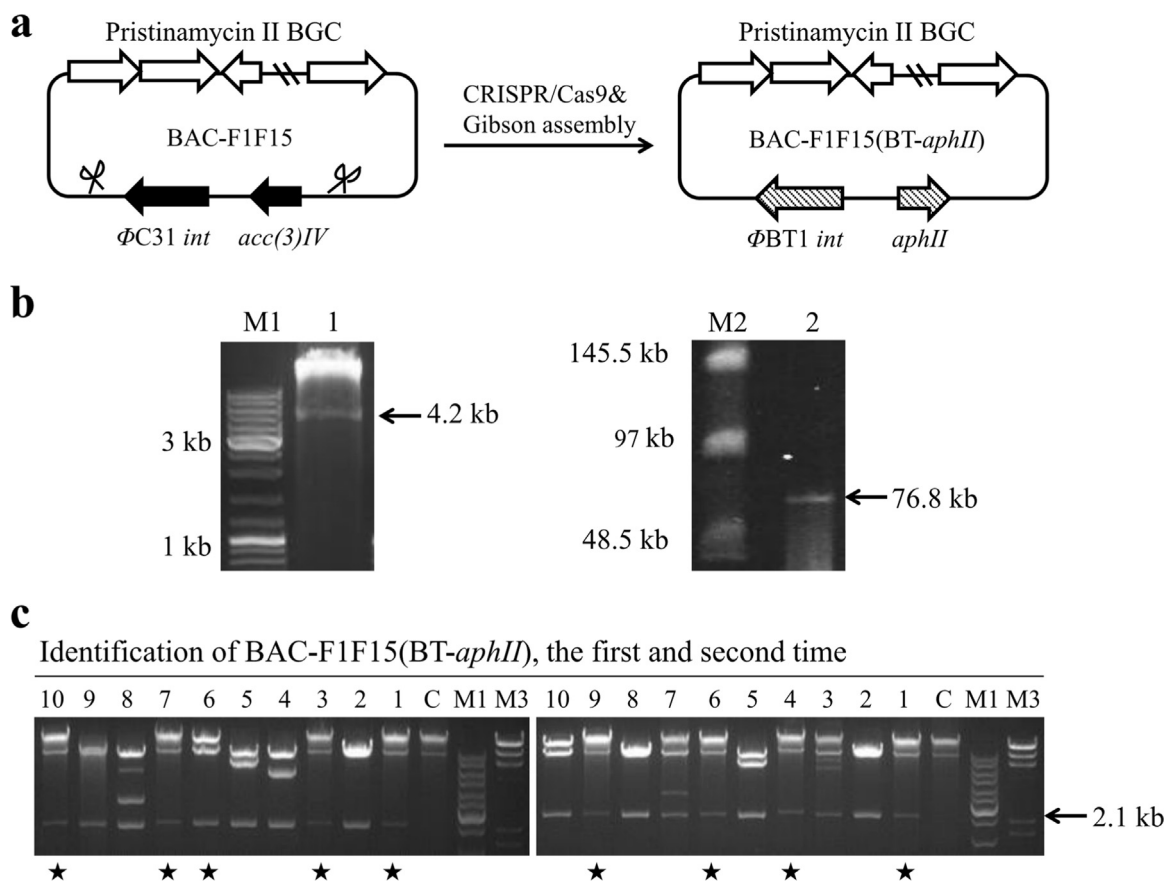 a
Pristinamycin II BGC
Pristinamycin II BGC
BAC-F1F15
CRISPR/Cas9&
Gibson assembly
BAC-F1F15(BT-aphII)
ΦC31 int
acc(3)IV
ΦBT1 int
aphII
b
M1 1
3 kb
1 kb
4.2 kb
M2 2
145.5 kb
97 kb
48.5 kb
76.8 kb
c
Identification of BAC-F1F15(BT-aphII), the first and second time
10 9 8 7 6 5 4 3 2 1 C M1 M3
10 9 8 7 6 5 4 3 2 1 C M1 M3
2.1 kb